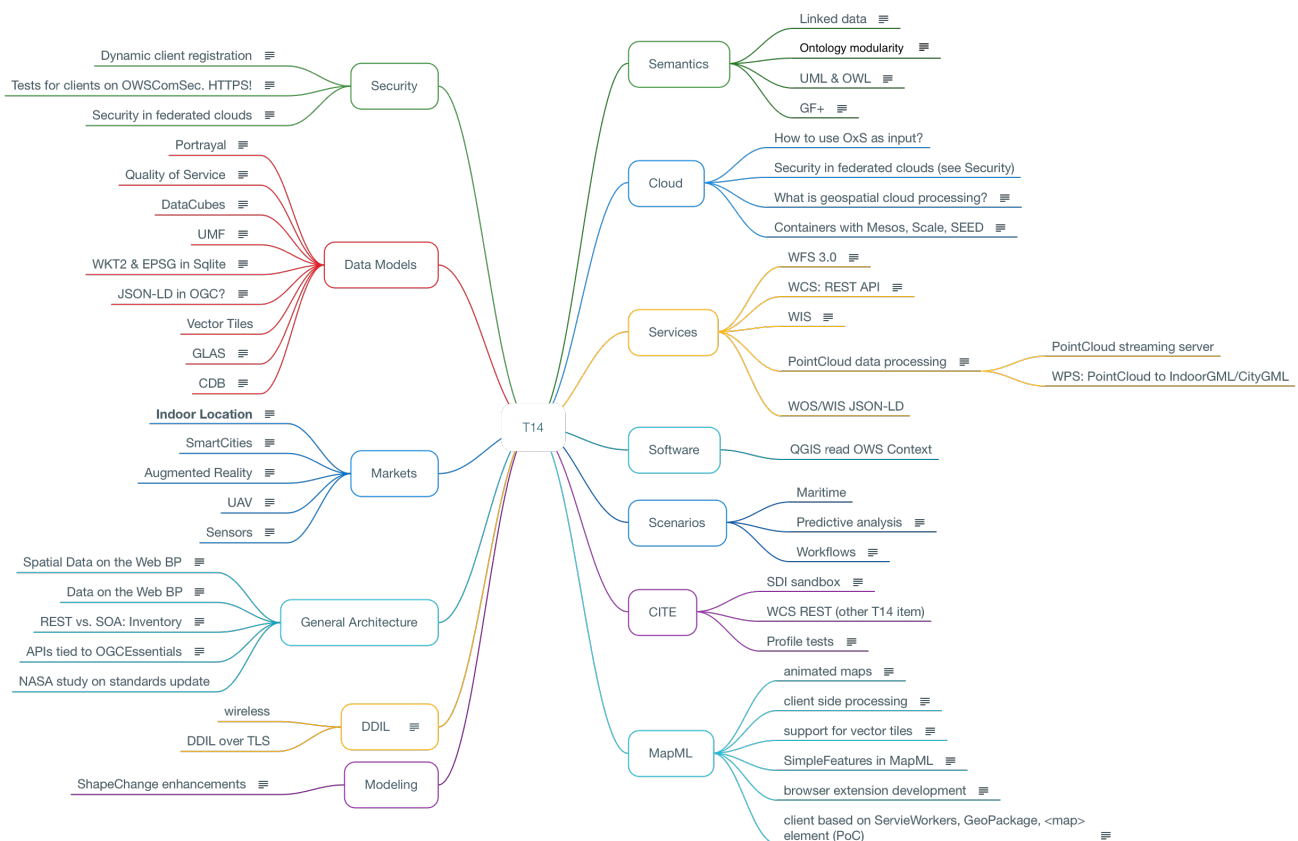 Security
Dynamic client registration
Tests for clients on OWSComSec. HTTPS!
Security in federated clouds
Data Models
Portrayal
Quality of Service
DataCubes
UMF
WKT2 & EPSG in Sqlite
JSON-LD in OGC?
Vector Tiles
GLAS
CDB
Markets
Indoor Location
SmartCities
Augmented Reality
UAV
Sensors
General Architecture
Spatial Data on the Web BP
Data on the Web BP
REST vs. SOA: Inventory
APIs tied to OGCEssentials
NASA study on standards update
DDIL
wireless
DDIL over TLS
Modeling
ShapeChange enhancements
T14
Semantics
Linked data
Ontology modularity
UML & OWL
GF+
Cloud
How to use OxS as input?
Security in federated clouds (see Security)
What is geospatial cloud processing?
Containers with Mesos, Scale, SEED
Services
WFS 3.0
WCS: REST API
WIS
PointCloud data processing
PointCloud streaming server
WPS: PointCloud to IndoorGML/CityGML
WOS/WIS JSON-LD
Software
QGIS read OWS Context
Scenarios
Maritime
Predictive analysis
Workflows
CITE
SDI sandbox
WCS REST (other T14 item)
Profile tests
MapML
animated maps
client side processing
support for vector tiles
SimpleFeatures in MapML
browser extension development
client based on ServieWorkers, GeoPackage, <map>
element (PoC)